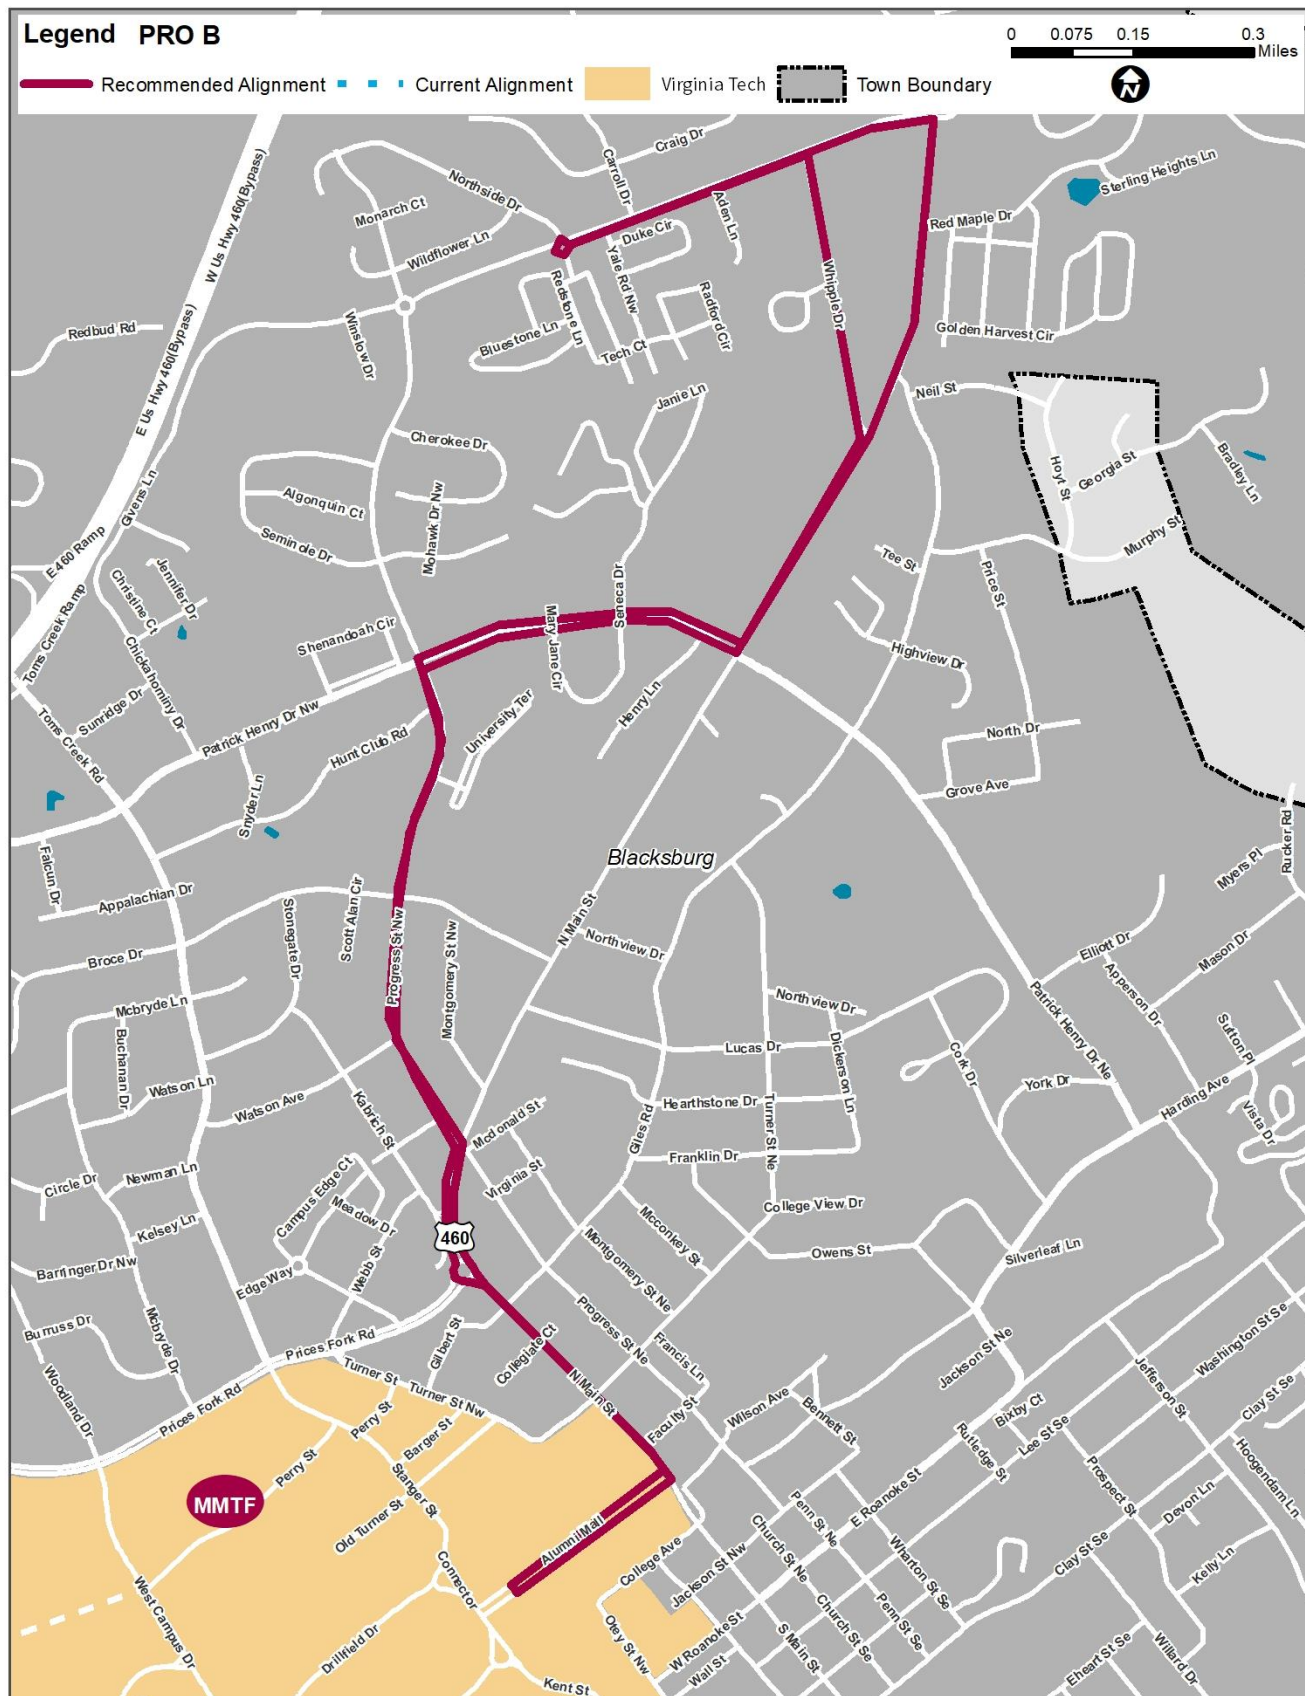 Legend PRO B
0 0.075 0.15 0.3
Miles
Recommended Alignment
Current Alignment
Virginia Tech
Town Boundary
N
W Us Hwy 460(Bypass)
E Us Hwy 460(Bypass)
Craig Dr
Carroll Dr
Northside Dr
Monarch Ct
Wildflower Ln
Duke Cir
Aden Ln
Yale Rd Nw
Red Maple Dr
Sterling Heights Ln
Redstone Ln
Radford Cir
Whipple Dr
Redbud Rd
Winslow Dr
Bluestone Ln
Tech Ct
Golden Harvest Cir
Janie Ln
Neil St
Cherokee Dr
Givens Ln
Algonquin Ct
Mohawk Dr Nw
Seminole Dr
Hoyt St
Georgia St
Bradley Ln
Murphy St
E 460 Ramp
Toms Creek Ramp
Christine Ct
Jennifer Dr
Shenandoah Cir
Mary Jane Cir
Seneca Dr
Tee St
Price St
Chickahominy Dr
Sunridge Dr
Toms Creek Rd
Patrick Henry Dr Nw
Hunt Club Rd
University Ter
Henry Ln
Highview Dr
North Dr
Grove Ave
Snyder Ln
Falcun Dr
Appalachian Dr
Blacksburg
Rucker Rd
Myers Pl
Broce Dr
Stonegate Dr
Scott Alan Cir
Progress St Nw
Montgomery St Nw
N Main St
Northview Dr
Elliott Dr
Mason Dr
Apperson Dr
Mcbryde Ln
Buchanan Dr
Northview Dr
Patrick Henry Dr Ne
Lucas Dr
Dickerson Ln
Cork Dr
York Dr
Sutton Pl
Harding Ave
Vista Dr
Watson Ln
Watson Ave
Kabrich St
Mcdonald St
Hearthstone Dr
Giles Rd
Turner St Ne
Franklin Dr
Circle Dr
Newman Ln
Campus Edge Ct
Virginia St
Meadow Dr
Kelsey Ln
460
Mcconkey St
College View Dr
Owens St
Silverleaf Ln
Barringer Dr Nw
Edge Way
Webb St
Montgomery St Ne
Burruss Dr
Mcbryde Dr
Prices Fork Rd
Gilbert St
Collegiate Ct
Progress St Ne
Francis Ln
Jackson St Ne
Washington St Se
Jefferson St
Woodland Dr
Prices Fork Rd
Turner St
Turner St Nw
N Main St
Faculty St
Wilson Ave
Bennett St
Bixby Ct
Clay St Se
Perry St
Barger St
Rutledge St
Lee St Se
Hoogendam Ln
Perry St
Stanger St
MMTF
Old Turner St
Alumni Mall
Penn St Ne
E Roanoke St
Prospect St
Devon Ln
Church St Ne
Wharton St Se
Clay St Se
Kelly Ln
Connector
College Ave
Jackson St Nw
West Campus Dr
Drillfield Dr
Otey St Nw
W Roanoke St
S Main St
Church St Se
Penn St Se
Wall St
Kent St
Eheart St Se
Willard Dr